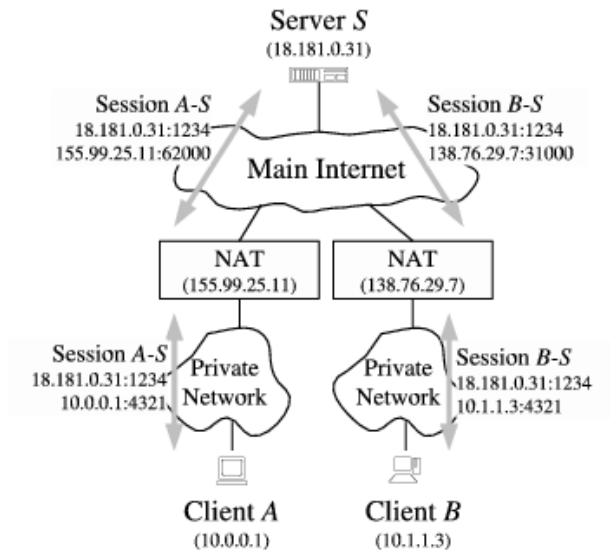 Server S
(18.181.0.31)
Session A-S
18.181.0.31:1234
155.99.25.11:62000
Session B-S
18.181.0.31:1234
138.76.29.7:31000
Main Internet
NAT
(155.99.25.11)
NAT
(138.76.29.7)
Session A-S
18.181.0.31:1234
10.0.0.1:4321
Private
Network
Private
Network
Session B-S
18.181.0.31:1234
10.1.1.3:4321
Client A
(10.0.0.1)
Client B
(10.1.1.3)